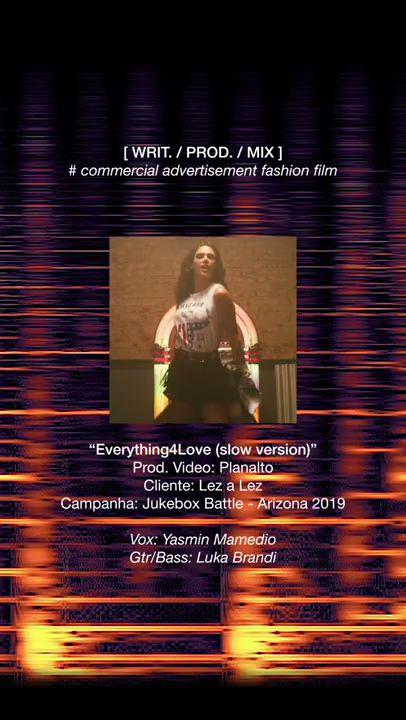 [ WRIT. / PROD. / MIX ]
# commercial advertisement fashion film
“Everything4Love (slow version)”
Prod. Video: Planalto
Cliente: Lez a Lez
Campanha: Jukebox Battle - Arizona 2019
Vox: Yasmin Mamedio
Gtr/Bass: Luka Brandi